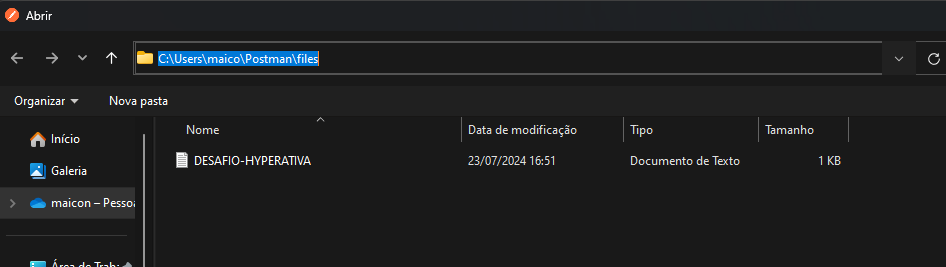 Abrir
C:\Users\maico\Postman\files
Organizar
Nova pasta
Nome
Data de modificação
Tipo
Tamanho
Início
DESAFIO-HYPERATIVA
23/07/2024 16:51
Documento de Texto
1 KB
Galeria
maicon – Pessoa
Área de Trab: